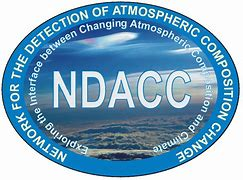 NETWORK FOR THE DETECTION OF ATMOSPHERIC COMPOSITION CHANGE
Exploring the Interface between Changing Atmospheric Composition and Climate
NDACC